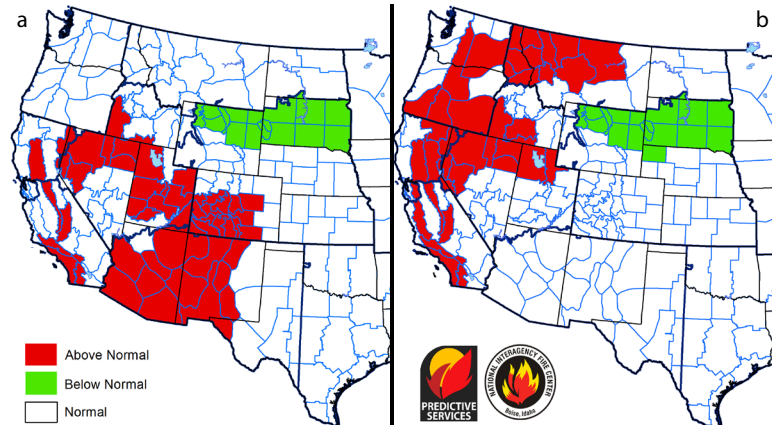 a
b
Above Normal
Below Normal
Normal
PREDICTIVE
SERVICES
NATIONAL INTERAGENCY FIRE CENTER
Boise, Idaho